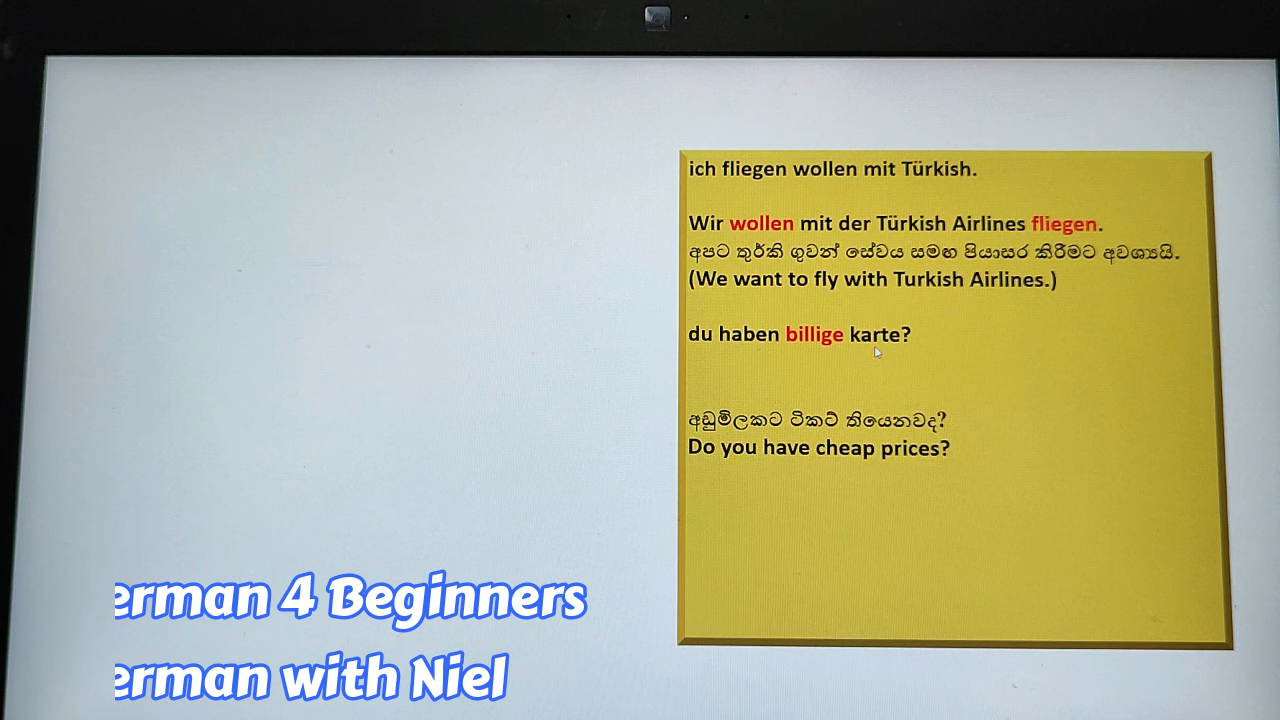 ich fliegen wollen mit Türkish.
Wir wollen mit der Türkish Airlines fliegen.
අපට තුර්කි ගුවන් සේවය සමඟ පියාසර කිරීමට අවශ්‍යයි.
(We want to fly with Turkish Airlines.)
du haben billige karte?
අඩුමිලකට ටිකට් තියෙනවද?
Do you have cheap prices?
erman 4 Beginners
erman with Niel